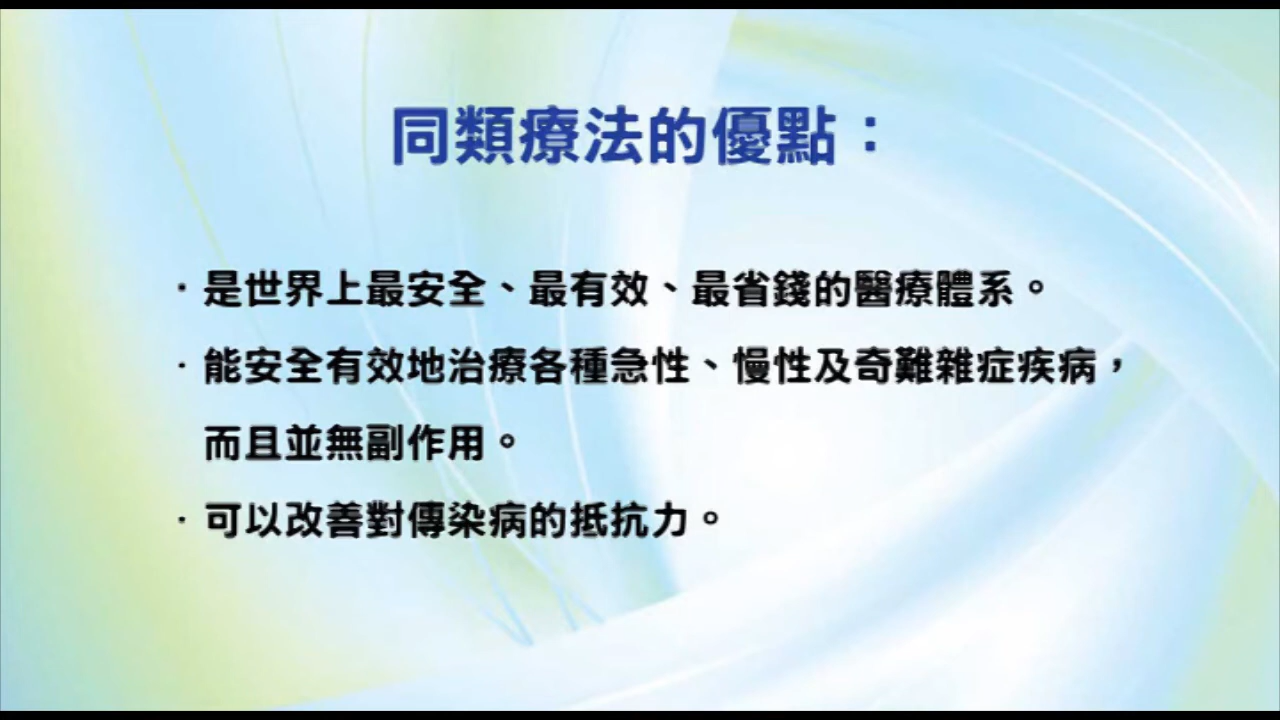 同類療法的優點：
·是世界上最安全、最有效、最省錢的醫療體系。
·能安全有效地治療各種急性、慢性及奇難雜症疾病，
而且並無副作用。
·可以改善對傳染病的抵抗力。